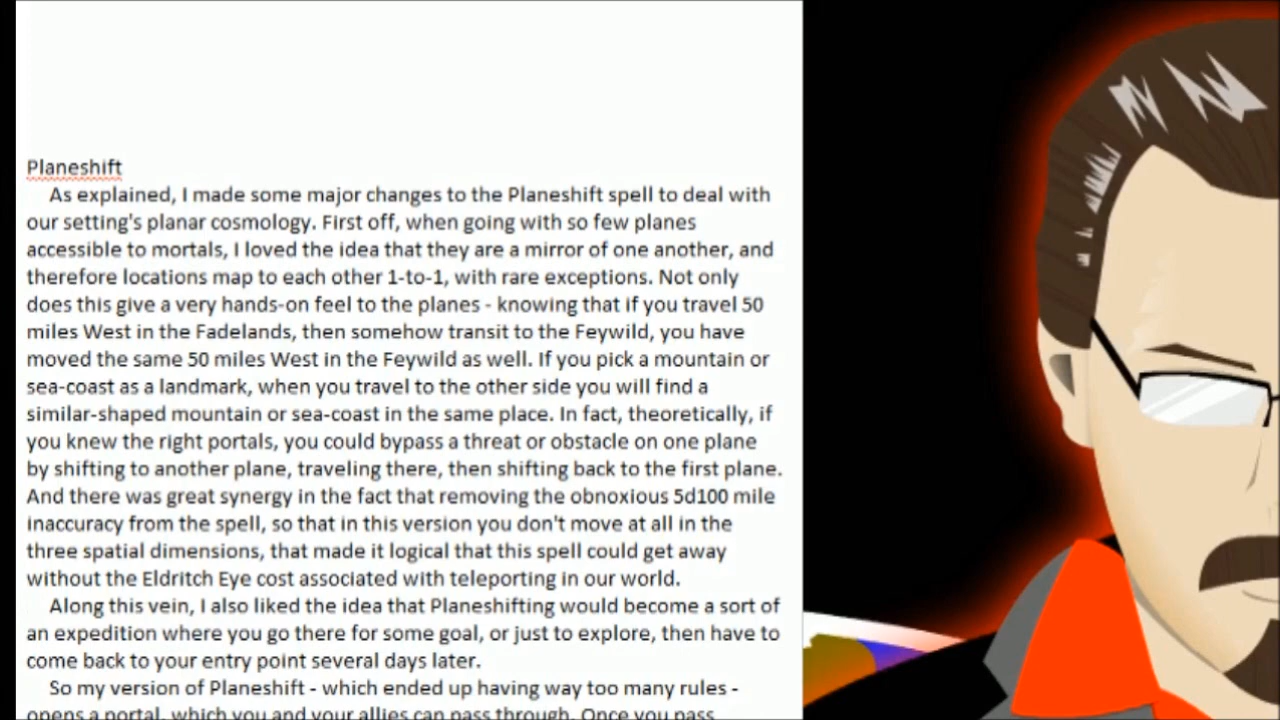 Planeshift
As explained, I made some major changes to the Planeshift spell to deal with
our setting's planar cosmology. First off, when going with so few planes
accessible to mortals, I loved the idea that they are a mirror of one another, and
therefore locations map to each other 1-to-1, with rare exceptions. Not only
does this give a very hands-on feel to the planes - knowing that if you travel 50
miles West in the Fadelands, then somehow transit to the Feywild, you have
moved the same 50 miles West in the Feywild as well. If you pick a mountain or
sea-coast as a landmark, when you travel to the other side you will find a
similar-shaped mountain or sea-coast in the same place. In fact, theoretically, if
you knew the right portals, you could bypass a threat or obstacle on one plane
by shifting to another plane, traveling there, then shifting back to the first plane.
And there was great synergy in the fact that removing the obnoxious 5d100 mile
inaccuracy from the spell, so that in this version you don't move at all in the
three spatial dimensions, that made it logical that this spell could get away
without the Eldritch Eye cost associated with teleporting in our world.
Along this vein, I also liked the idea that Planeshifting would become a sort of
an expedition where you go there for some goal, or just to explore, then have to
come back to your entry point several days later.
So my version of Planeshift - which ended up having way too many rules -
opens a portal, which you and your allies can pass through. Once you pass